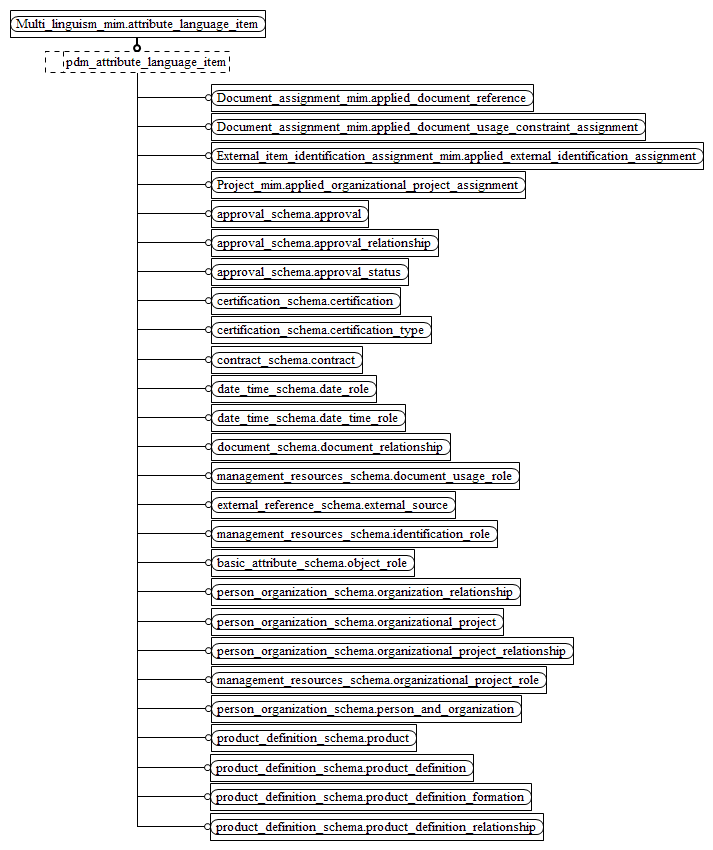 Multi_linguism_mim.attribute_language_item
pdm_attribute_language_item
Document_assignment_mim.applied_document_reference
Document_assignment_mim.applied_document_usage_constraint_assignment
External_item_identification_assignment_mim.applied_external_identification_assignment
Project_mim.applied_organizational_project_assignment
approval_schema.approval
approval_schema.approval_relationship
approval_schema.approval_status
certification_schema.certification
certification_schema.certification_type
contract_schema.contract
date_time_schema.date_role
date_time_schema.date_time_role
document_schema.document_relationship
management_resources_schema.document_usage_role
external_reference_schema.external_source
management_resources_schema.identification_role
basic_attribute_schema.object_role
person_organization_schema.organization_relationship
person_organization_schema.organizational_project
person_organization_schema.organizational_project_relationship
management_resources_schema.organizational_project_role
person_organization_schema.person_and_organization
product_definition_schema.product
product_definition_schema.product_definition
product_definition_schema.product_definition_formation
product_definition_schema.product_definition_relationship